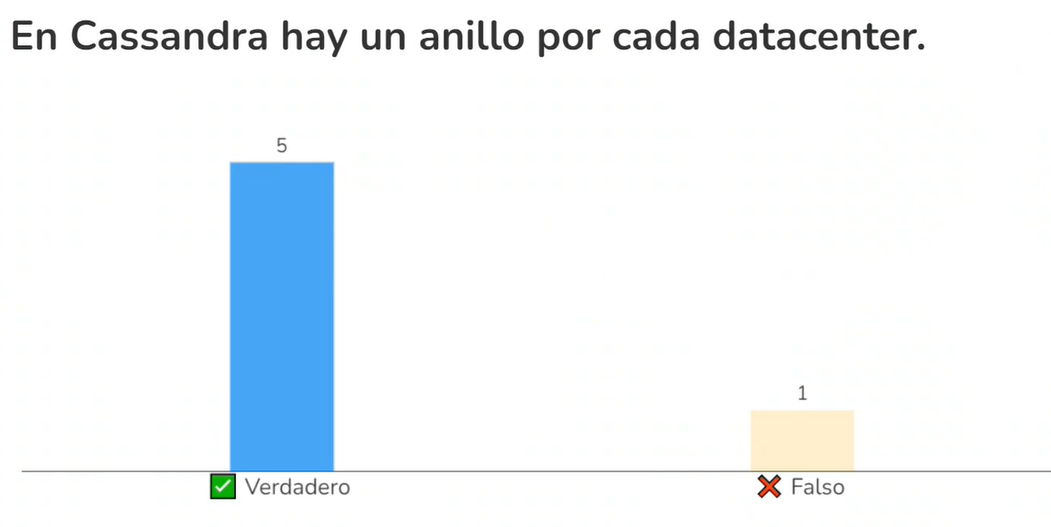 En Cassandra hay un anillo por cada datacenter.
5
1
✅ Verdadero
❌ Falso